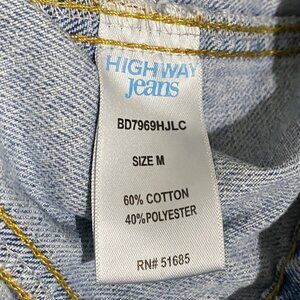 HIGHWAY
jeans
BD7969HJLC
SIZE M
60% COTTON
40% POLYESTER
RN# 51685